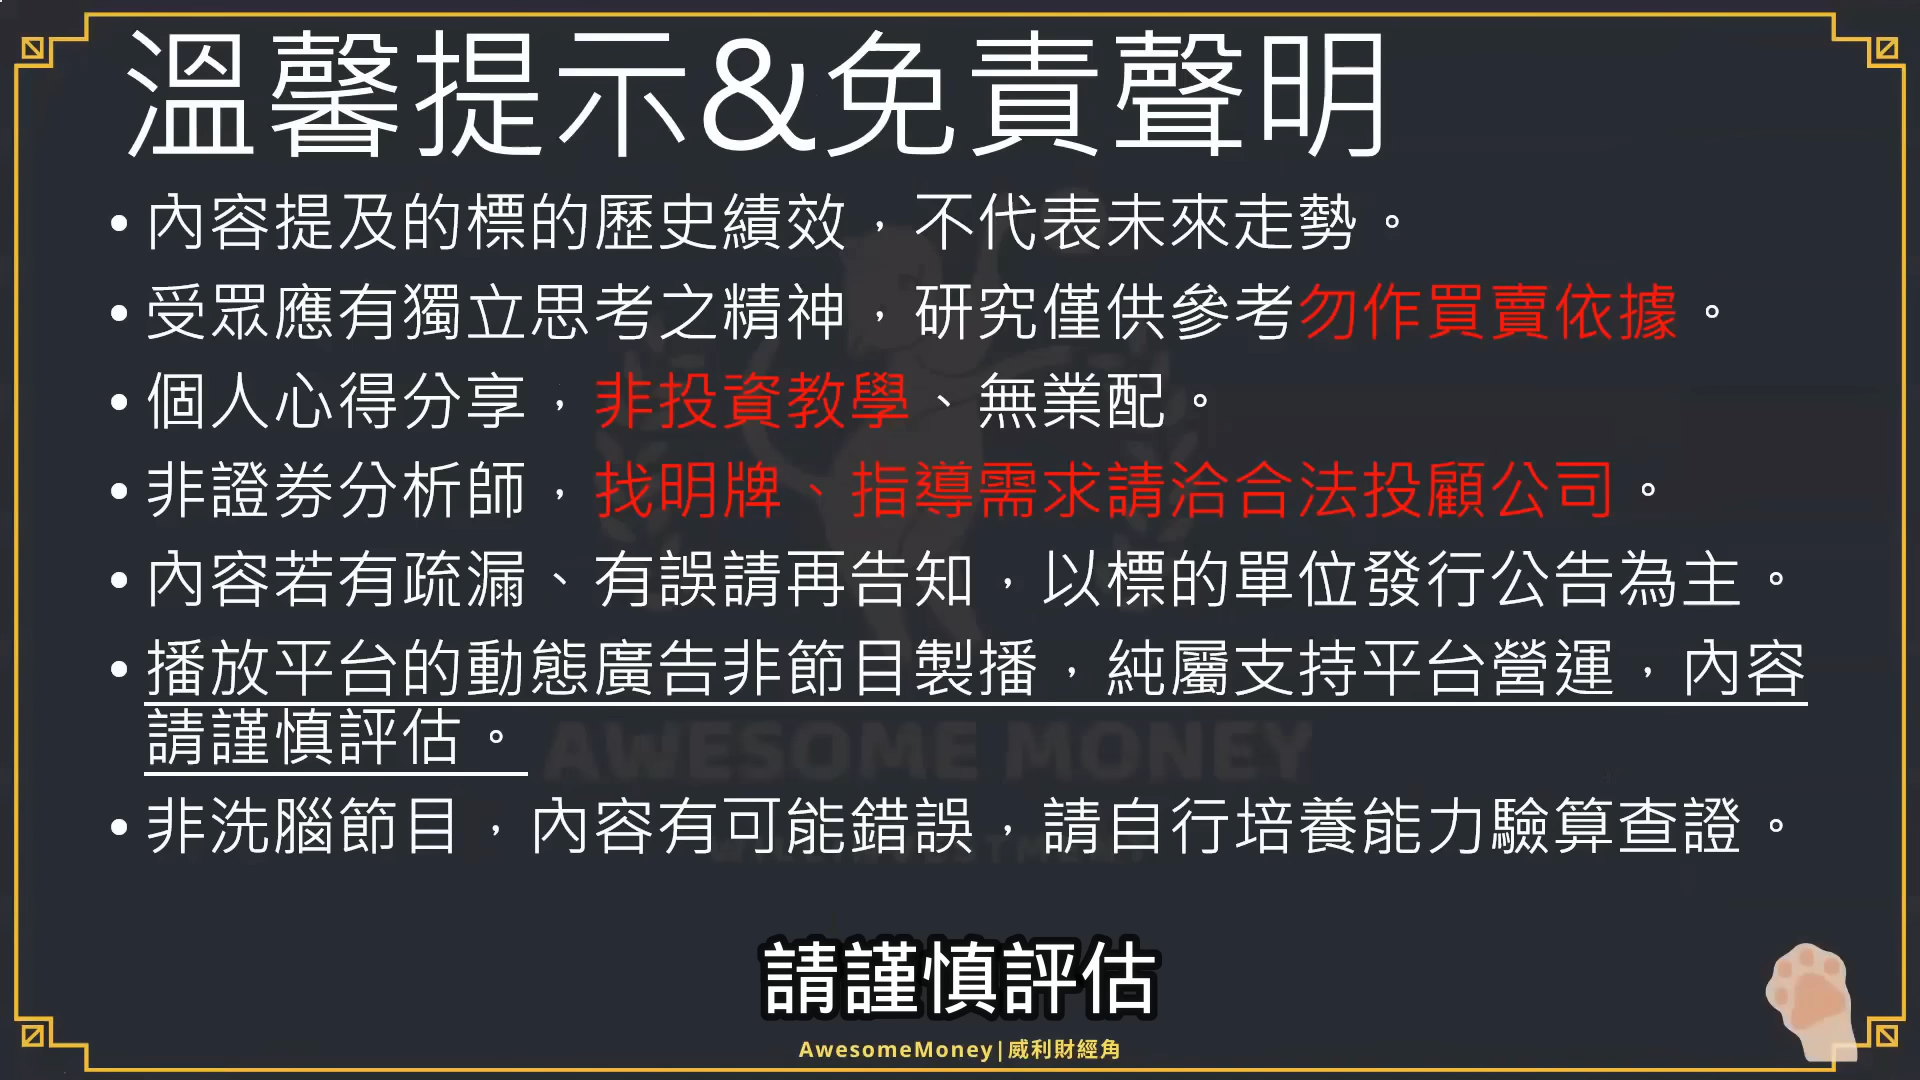 溫馨提示&免責聲明
•內容提及的標的歷史績效，不代表未來走勢。
•受眾應有獨立思考之精神，研究僅供參考勿作買賣依據。
•個人心得分享，非投資教學、無業配。
•非證券分析師，找明牌、指導需求請洽合法投顧公司。
•內容若有疏漏、有誤請再告知，以標的單位發行公告為主。
•播放平台的動態廣告非節目製播，純屬支持平台營運，內容
請謹慎評估。
AWESOME MONEY
•非洗腦節目，內容有可能錯誤，請自行培養能力驗算查證。
請謹慎評估
AwesomeMoney|威利財經角